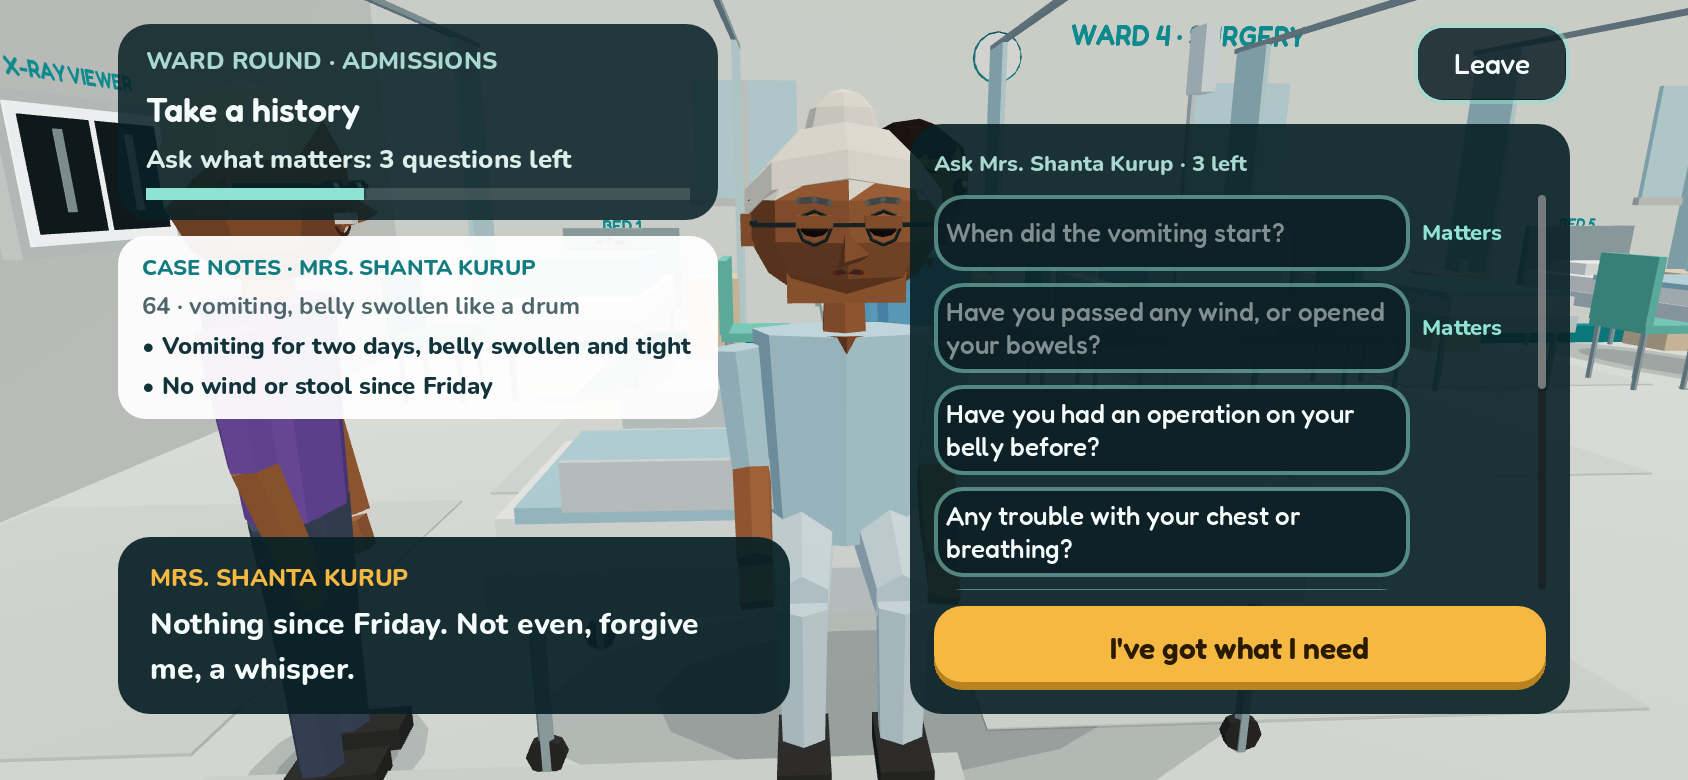 WARD ROUND · ADMISSIONS
Take a history
Ask what matters: 3 questions left
X-RAY VIEWER
WARD 4 ·
Leave
CASE NOTES · MRS. SHANTA KURUP
64 · vomiting, belly swollen like a drum
• Vomiting for two days, belly swollen and tight
• No wind or stool since Friday
Ask Mrs. Shanta Kurup · 3 left
When did the vomiting start?
Matters
Have you passed any wind, or opened
your bowels?
Matters
Have you had an operation on your
belly before?
Any trouble with your chest or
breathing?
I've got what I need
MRS. SHANTA KURUP
Nothing since Friday. Not even, forgive
me, a whisper.